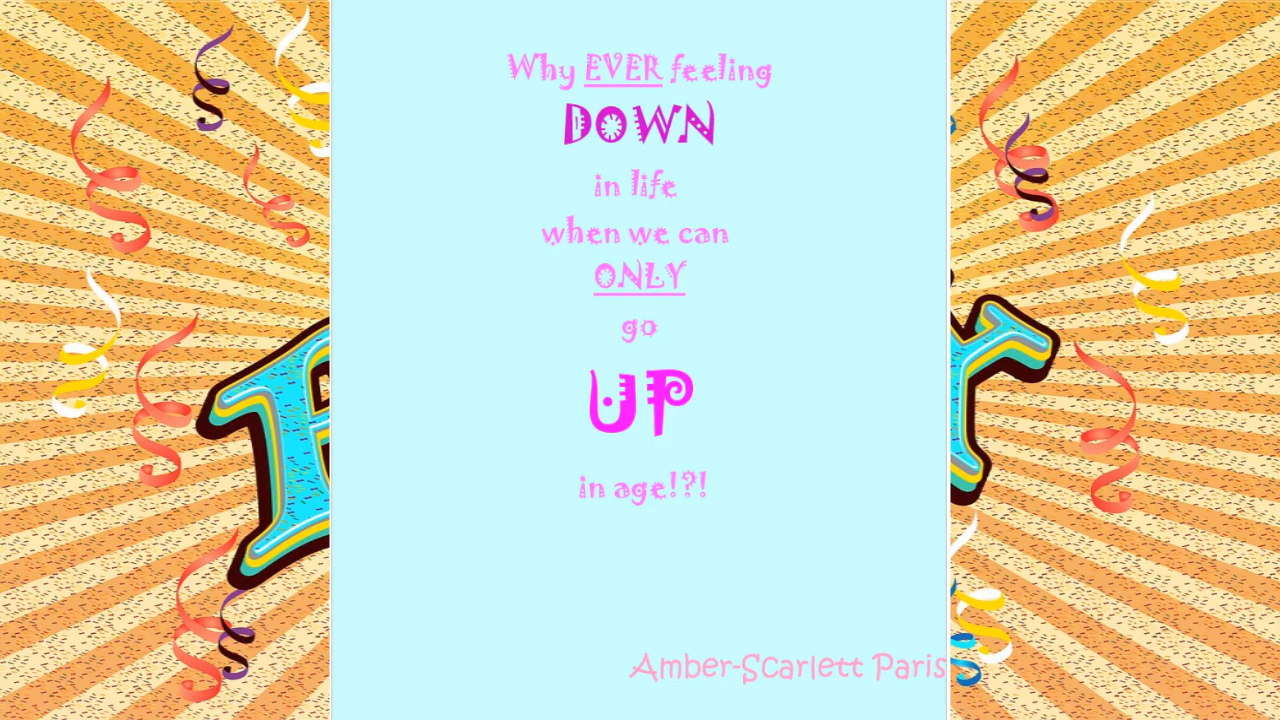 Why EVER feeling
DOWN
in life
when we can
ONLY
go
UP
in age!?!
Amber-Scarlett Paris